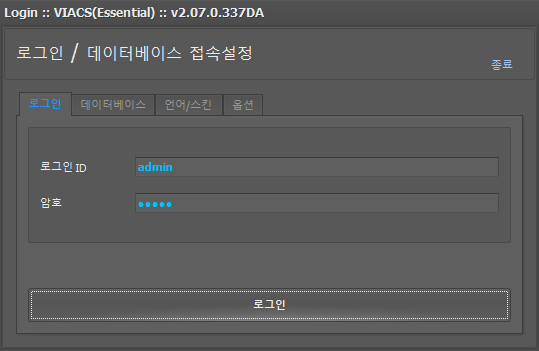 Login :: VIACS(Essential) :: v2.07.0.337DA
로그인 / 데이터베이스 접속설정
종료
로그인 데이터베이스 언어/스킨 옵션
로그인 ID admin
암호 •••••
로그인